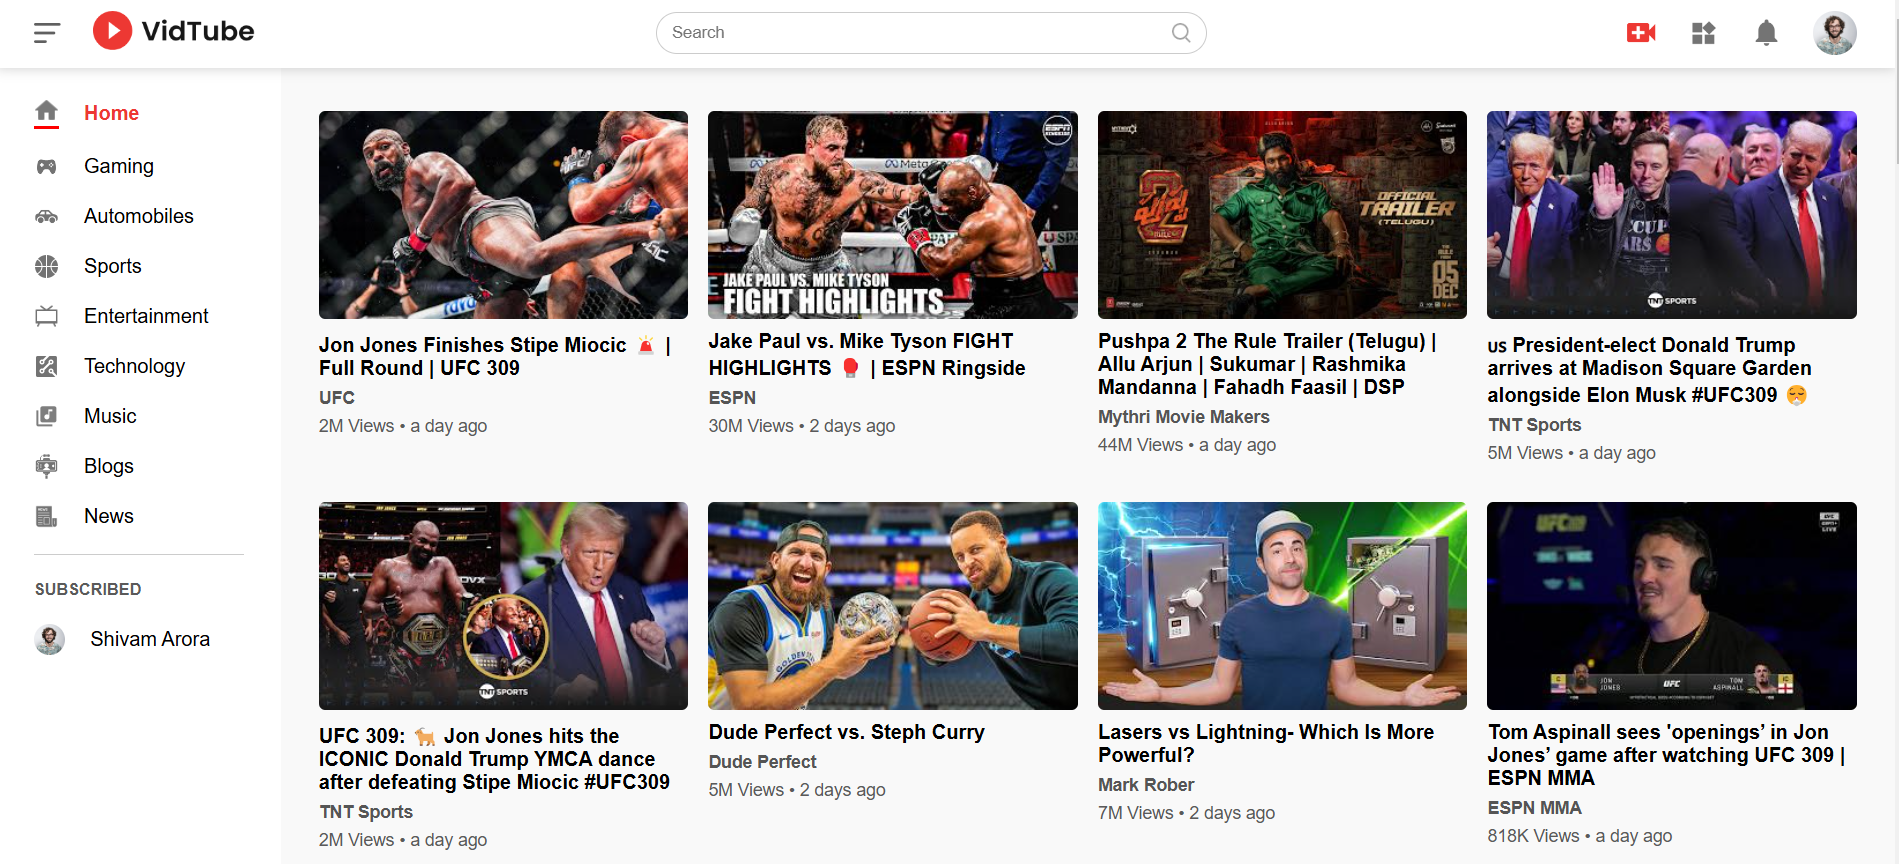 VidTube
Search
Home
Gaming
Automobiles
Sports
Entertainment
Technology
Music
Blogs
News
SUBSCRIBED
Shivam Arora
Jon Jones Finishes Stipe Miocic 🚨 |
Full Round | UFC 309
UFC
2M Views • a day ago
ESPN
Meta
JAKE PAUL VS. MIKE TYSON
FIGHT HIGHLIGHTS
Jake Paul vs. Mike Tyson FIGHT
HIGHLIGHTS 🥊 | ESPN Ringside
ESPN
30M Views • 2 days ago
OFFICIAL
TRAILER
(TELUGU)
05
DEC
Pushpa 2 The Rule Trailer (Telugu) |
Allu Arjun | Sukumar | Rashmika
Mandanna | Fahadh Faasil | DSP
Mythri Movie Makers
44M Views • a day ago
TNT SPORTS
US President-elect Donald Trump
arrives at Madison Square Garden
alongside Elon Musk #UFC309 😤
TNT Sports
5M Views • a day ago
TNT SPORTS
UFC 309: 🐐 Jon Jones hits the
ICONIC Donald Trump YMCA dance
after defeating Stipe Miocic #UFC309
TNT Sports
2M Views • a day ago
Dude Perfect vs. Steph Curry
Dude Perfect
5M Views • 2 days ago
Lasers vs Lightning- Which Is More
Powerful?
Mark Rober
7M Views • 2 days ago
JON
JONES
UFC
TOM
ASPINALL
Tom Aspinall sees 'openings’ in Jon
Jones’ game after watching UFC 309 |
ESPN MMA
ESPN MMA
818K Views • a day ago